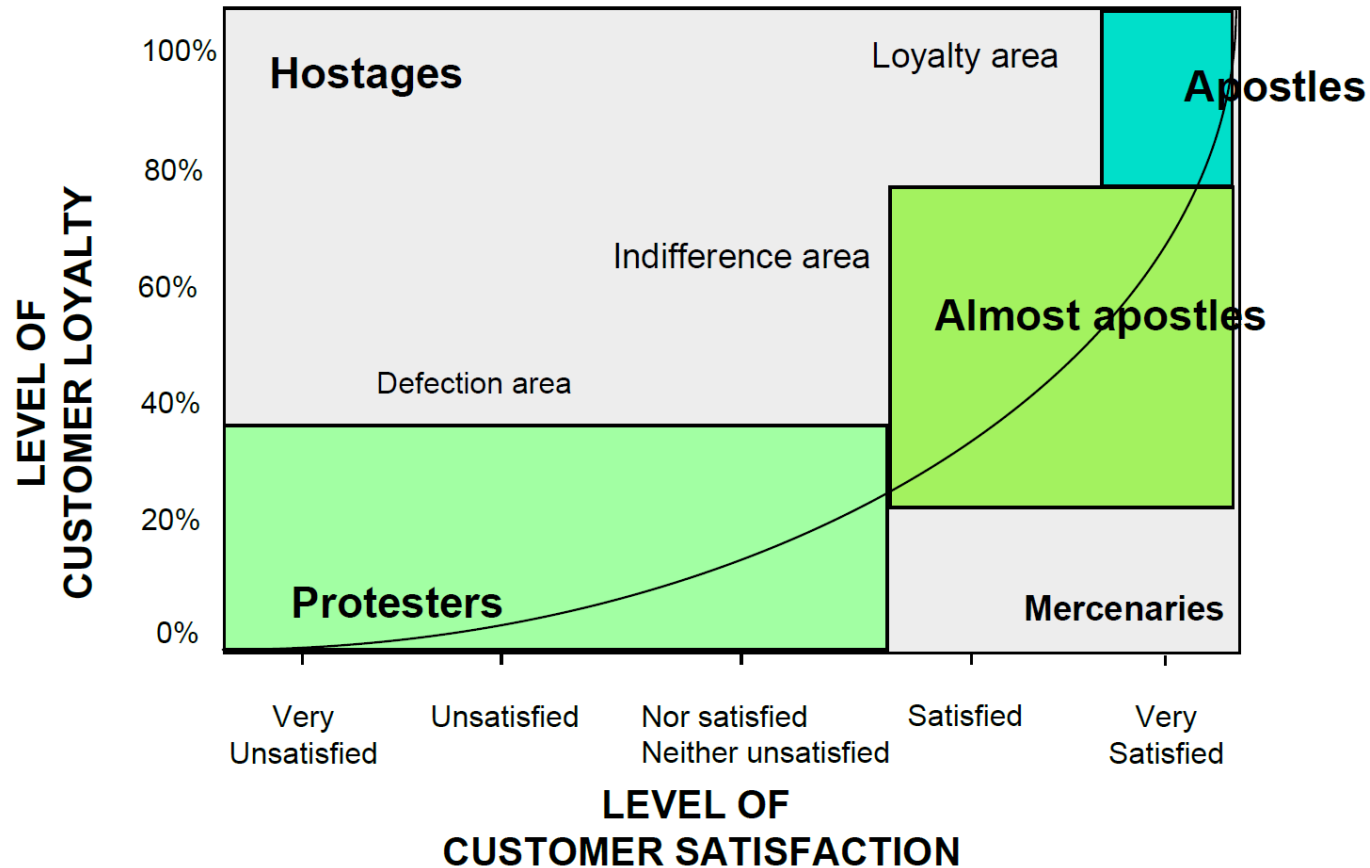 100%
Hostages
Loyalty area
Apostles
80%
Indifference area
60%
Almost apostles
Defection area
40%
20%
Protesters
Mercenaries
0%
LEVEL OF
CUSTOMER LOYALTY
Very
Unsatisfied
Unsatisfied
Nor satisfied
Neither unsatisfied
Satisfied
Very
Satisfied
LEVEL OF
CUSTOMER SATISFACTION